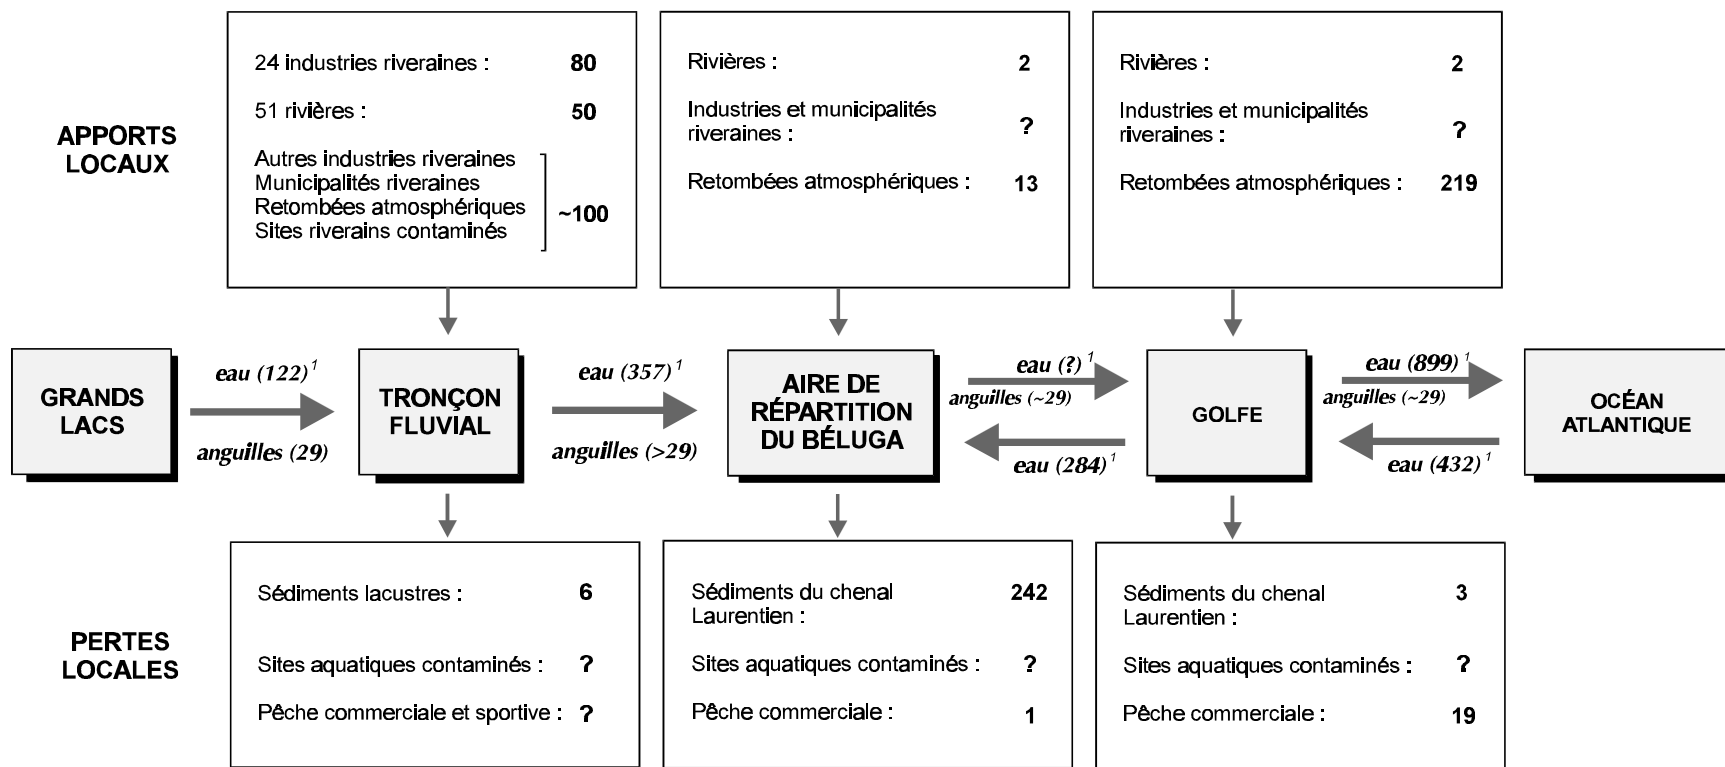 APPORTS
LOCAUX
24 industries riveraines : 80
51 rivières : 50
Autres industries riveraines
Municipalités riveraines
Retombées atmosphériques
Sites riverains contaminés
~100
Rivières : 2
Industries et municipalités
riveraines : ?
Retombées atmosphériques : 13
Rivières : 2
Industries et municipalités
riveraines : ?
Retombées atmosphériques : 219
GRANDS
LACS
eau (122) 1
anguilles (29)
TRONÇON
FLUVIAL
eau (357) 1
anguilles (>29)
AIRE DE
RÉPARTITION
DU BÉLUGA
eau (?) 1
anguilles (~29)
eau (284) 1
GOLFE
eau (899) 1
anguilles (~29)
eau (432) 1
OCÉAN
ATLANTIQUE
PERTES
LOCALES
Sédiments lacustres : 6
Sites aquatiques contaminés : ?
Pêche commerciale et sportive : ?
Sédiments du chenal 242
Laurentien :
Sites aquatiques contaminés : ?
Pêche commerciale : 1
Sédiments du chenal 3
Laurentien :
Sites aquatiques contaminés : ?
Pêche commerciale : 19